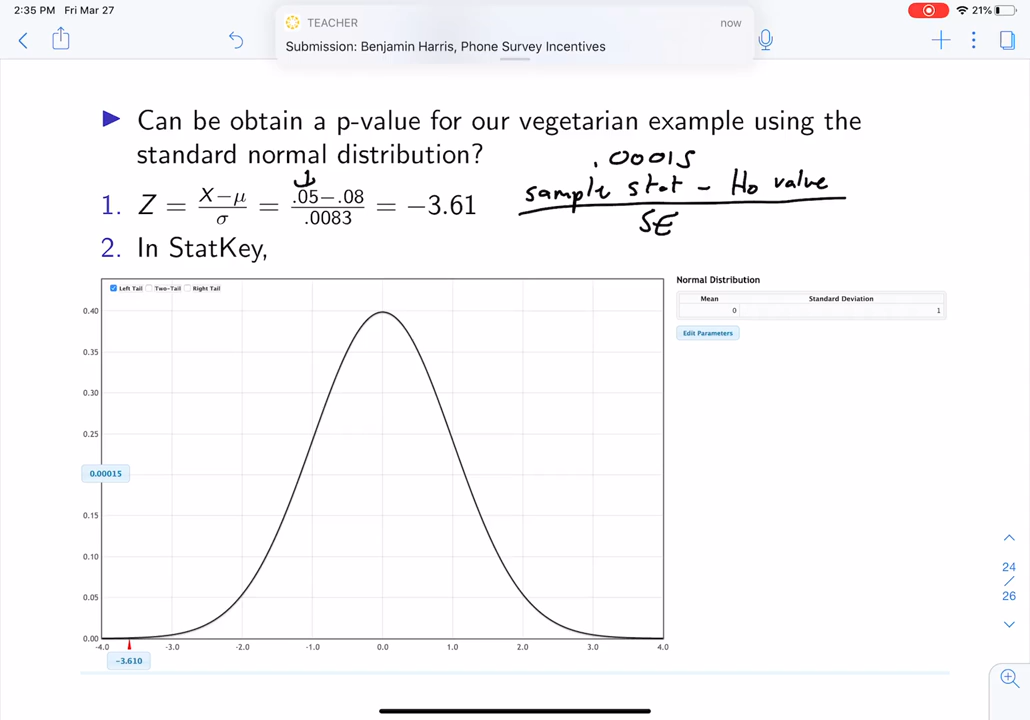 2:35 PM Fri Mar 27
21%
TEACHER
now
Submission: Benjamin Harris, Phone Survey Incentives
Can be obtain a p-value for our vegetarian example using the
standard normal distribution?
.00015
1. Z = X−μ / σ = .05−.08 / .0083 = −3.61
sample stat - Ho value
SE
2. In StatKey,
Left Tail Two-Tail Right Tail
Normal Distribution
Mean Standard Deviation
0 1
Edit Parameters
0.40
0.35
0.30
0.25
0.00015
0.15
0.10
0.05
0.00
-4.0 -3.0 -2.0 -1.0 0.0 1.0 2.0 3.0 4.0
-3.610
24
/
26